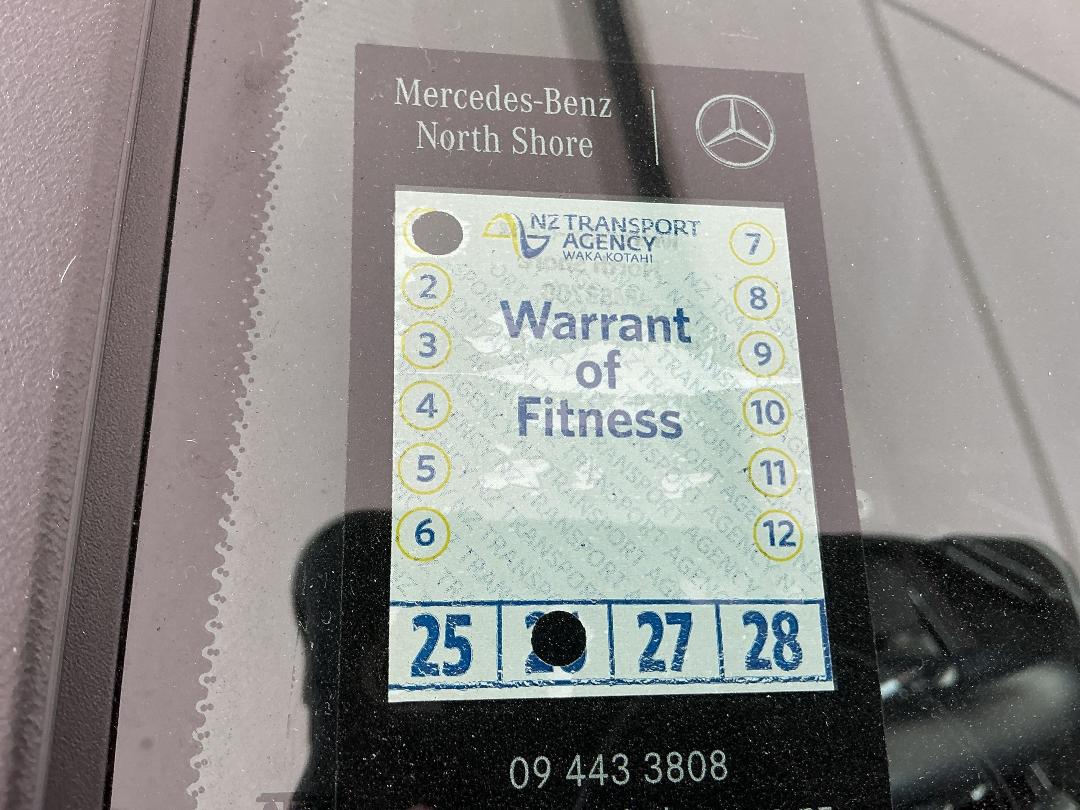 Mercedes-Benz
North Shore
NZ TRANSPORT
AGENCY
WAKA KOTAHI
7
2
8
Warrant
3
9
of
4
10
Fitness
5
11
6
12
25
27
28
09 443 3808